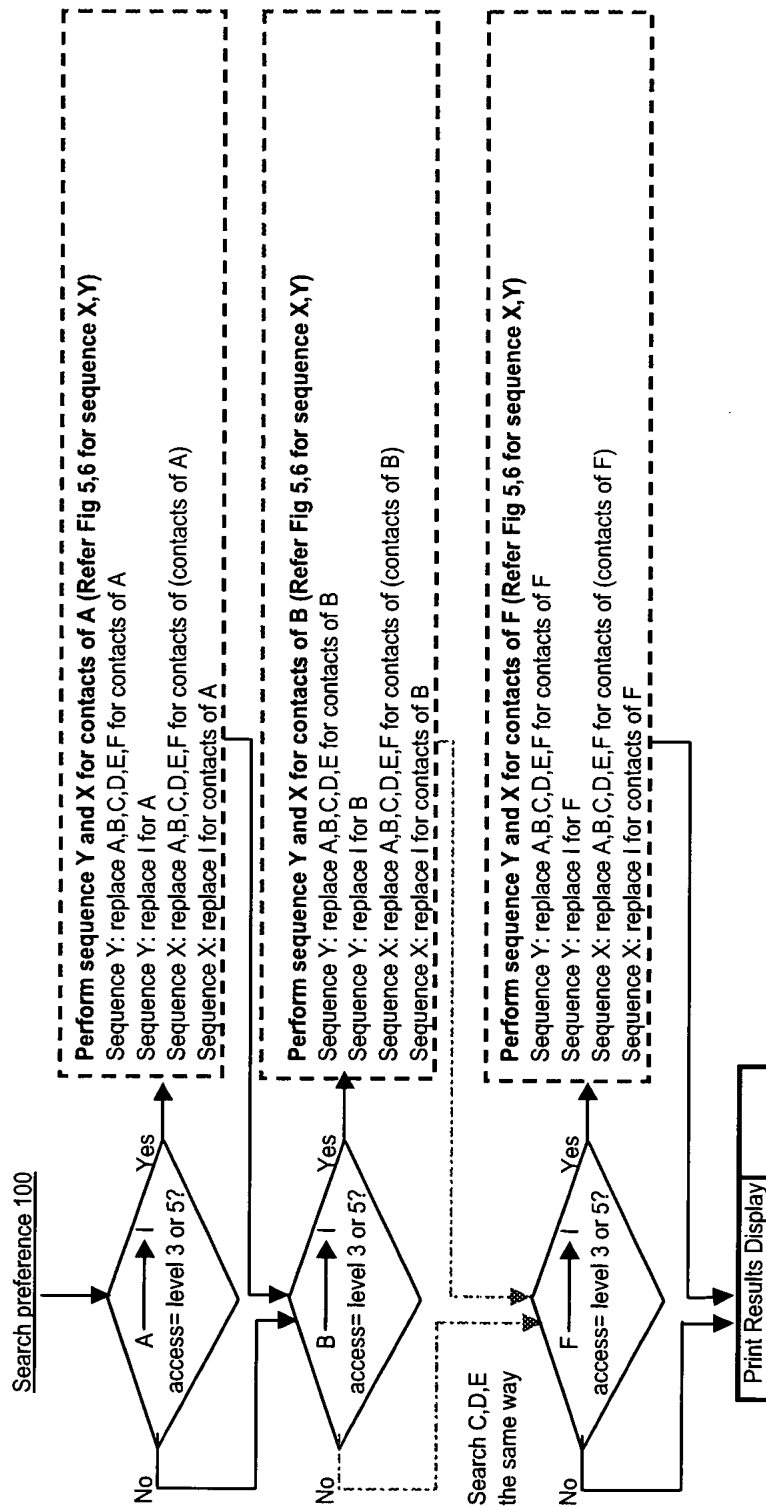 Search preference 100
A I
access= level 3 or 5?
No
Yes
Perform sequence Y and X for contacts of A (Refer Fig 5,6 for sequence X,Y)
Sequence Y: replace A,B,C,D,E,F for contacts of A
Sequence Y: replace I for A
Sequence X: replace A,B,C,D,E,F for contacts of (contacts of A)
Sequence X: replace I for contacts of A
B I
access= level 3 or 5?
No
Yes
Perform sequence Y and X for contacts of B (Refer Fig 5,6 for sequence X,Y)
Sequence Y: replace A,B,C,D,E for contacts of B
Sequence Y: replace I for B
Sequence X: replace A,B,C,D,E,F for contacts of (contacts of B)
Sequence X: replace I for contacts of B
Search C,D,E
the same way
F I
access= level 3 or 5?
No
Yes
Perform sequence Y and X for contacts of F (Refer Fig 5,6 for sequence X,Y)
Sequence Y: replace A,B,C,D,E,F for contacts of F
Sequence Y: replace I for F
Sequence X: replace A,B,C,D,E,F for contacts of (contacts of F)
Sequence X: replace I for contacts of F
Print Results Display